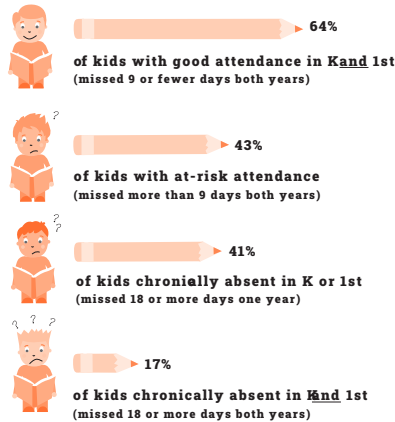 64%
of kids with good attendance in K and 1st
(missed 9 or fewer days both years)
?
43%
of kids with at-risk attendance
(missed more than 9 days both years)
?
?
41%
of kids chronically absent in K or 1st
(missed 18 or more days one year)
? ? ?
17%
of kids chronically absent in K and 1st
(missed 18 or more days both years)